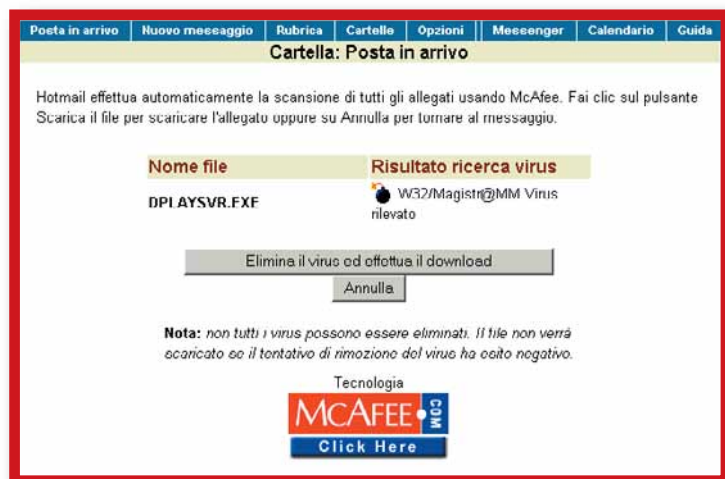 Posta in arrivo Nuovo messaggio Rubrica Cartelle Opzioni Messenger Calendario Guida
Cartella: Posta in arrivo
Hotmail effettua automaticamente la scansione di tutti gli allegati usando McAfee. Fai clic sul pulsante
Scarica il file per scaricare l'allegato oppure su Annulla per tornare al messaggio.
Nome file Risultato ricerca virus
DPLAYSVR.EXE W32/Magistr@MM Virus
rilevato
Elimina il virus ed effettua il download
Annulla
Nota: non tutti i virus possono essere eliminati. Il file non verrà
scaricato se il tentativo di rimozione del virus ha esito negativo.
Tecnologia
McAFEE.COM
Click Here